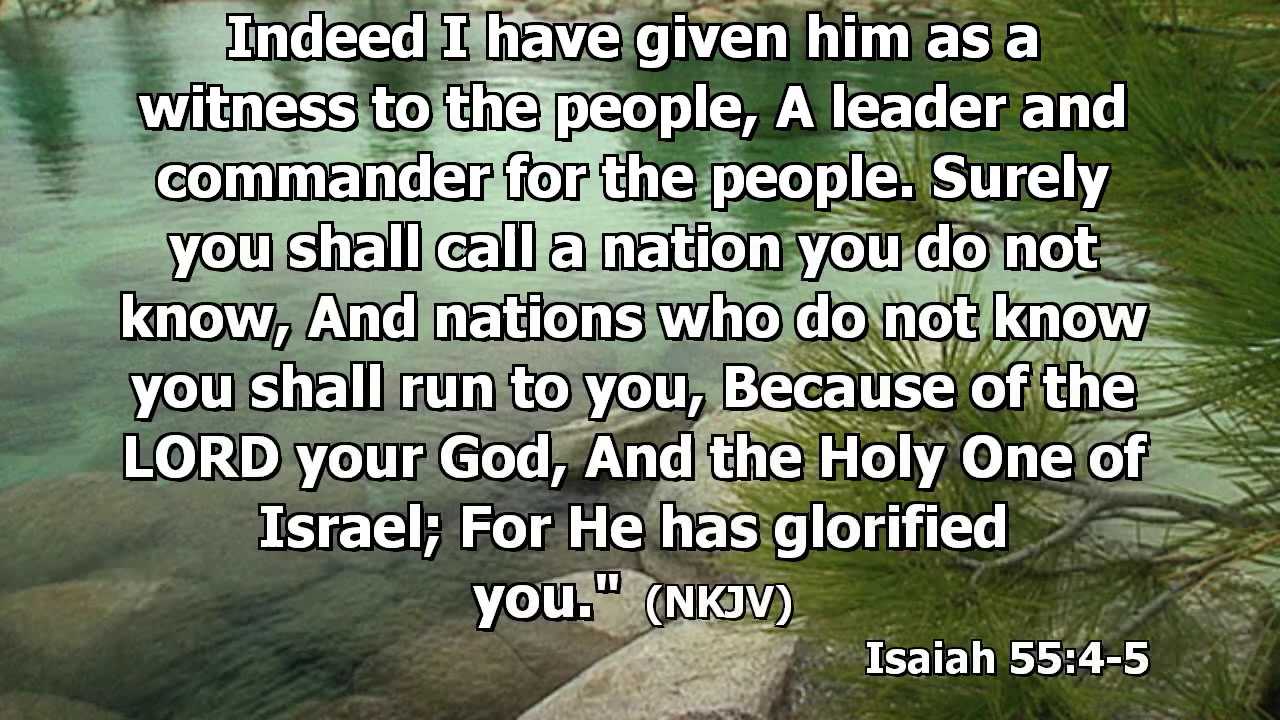 Indeed I have given him as a
witness to the people, A leader and
commander for the people. Surely
you shall call a nation you do not
know, And nations who do not know
you shall run to you, Because of the
LORD your God, And the Holy One of
Israel; For He has glorified
you." (NKJV)
Isaiah 55:4-5